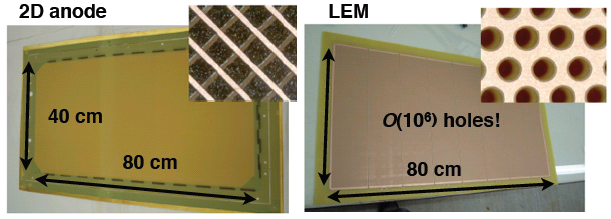 2D anode
LEM
40 cm
80 cm
O(10⁶) holes!
80 cm